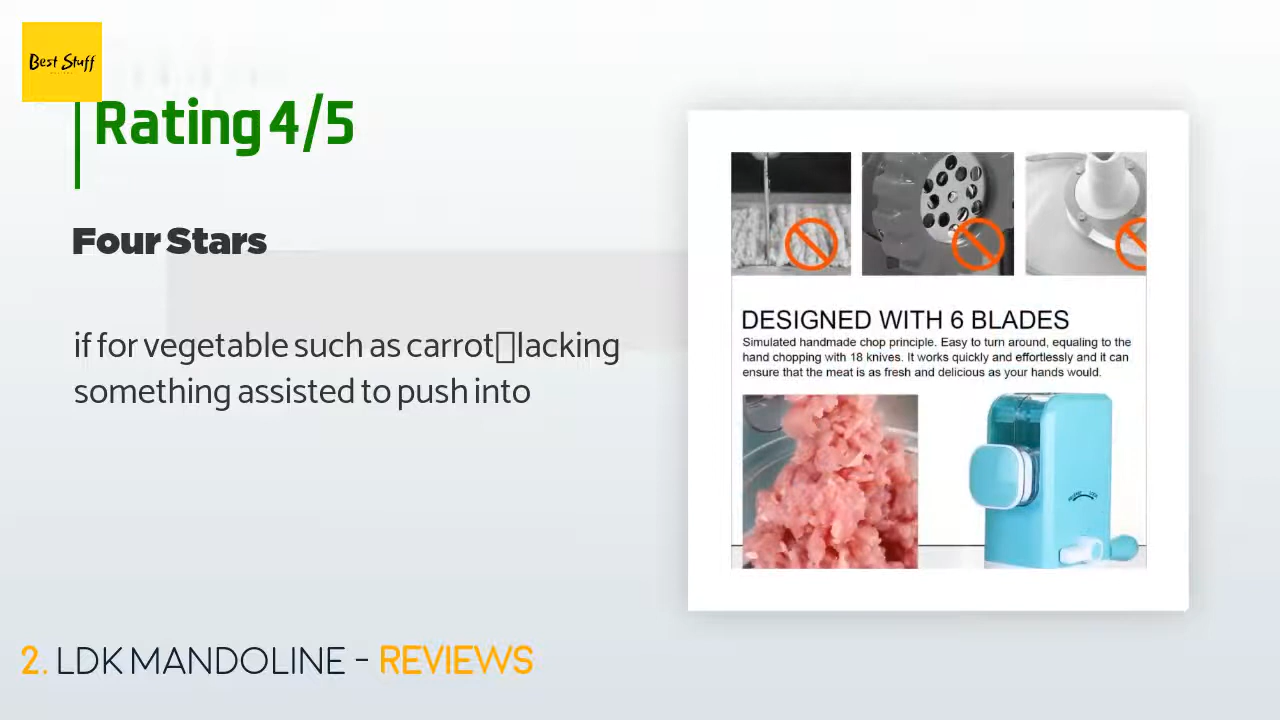 Best Stuff
Rating 4/5
Four Stars
if for vegetable such as carrot□lacking
something assisted to push into
DESIGNED WITH 6 BLADES
Simulated handmade chop principle. Easy to turn around, equaling to the
hand chopping with 18 knives. It works quickly and effortlessly and it can
ensure that the meat is as fresh and delicious as your hands would.
2. LDK MANDOLINE - REVIEWS